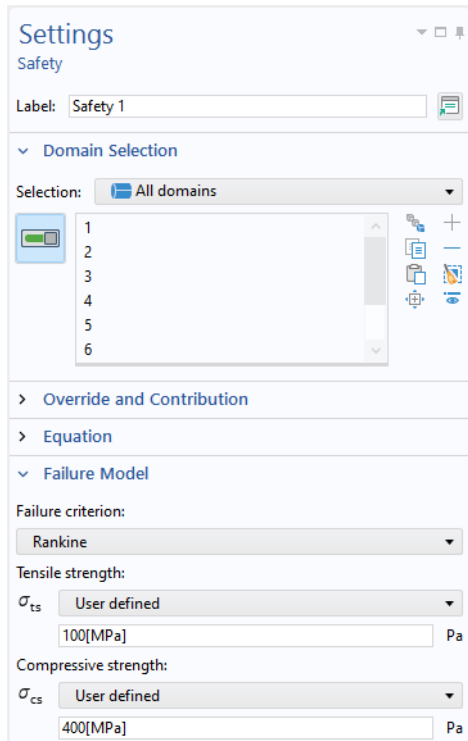 Settings
Safety
Label: Safety 1
Domain Selection
Selection: All domains
1
2
3
4
5
6
Override and Contribution
Equation
Failure Model
Failure criterion:
Rankine
Tensile strength:
σts User defined
100[MPa] Pa
Compressive strength:
σcs User defined
400[MPa] Pa